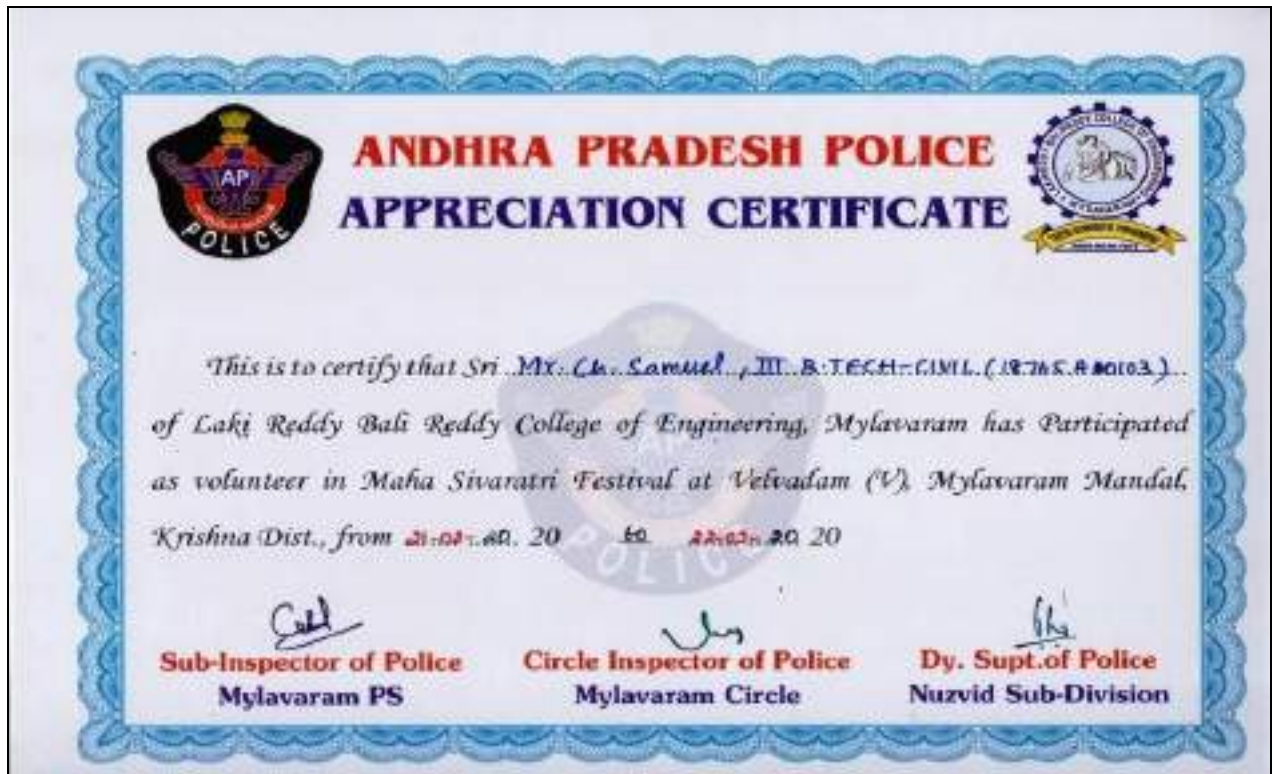 ANDHRA PRADESH POLICE
APPRECIATION CERTIFICATE
AP
POLICE
This is to certify that Sri Mr. Ch. Samuel, III B.TECH-CIVIL (18765A0103)
of Laki Reddy Bali Reddy College of Engineering, Mylavaram has Participated
as volunteer in Maha Sivaratri Festival at Velvadam (V), Mylavaram Mandal,
Krishna Dist., from 21-02-20. 20 to 22-02-20 20
POLICE
Sub-Inspector of Police
Mylavaram PS
Circle Inspector of Police
Mylavaram Circle
Dy. Supt.of Police
Nuzvid Sub-Division